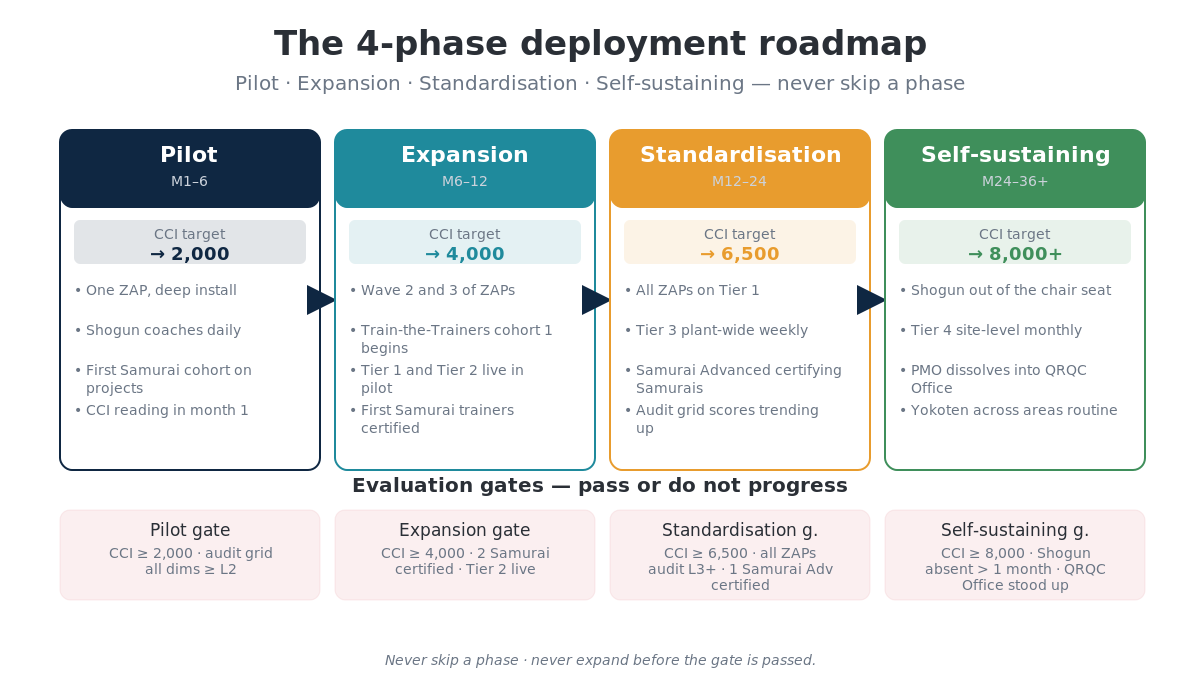 The 4-phase deployment roadmap
Pilot · Expansion · Standardisation · Self-sustaining — never skip a phase
Pilot
M1–6
CCI target
→ 2,000
• One ZAP, deep install
• Shogun coaches daily
• First Samurai cohort on
projects
• CCI reading in month 1
Expansion
M6–12
CCI target
→ 4,000
• Wave 2 and 3 of ZAPs
• Train-the-Trainers cohort 1
begins
• Tier 1 and Tier 2 live in
pilot
• First Samurai trainers
certified
Standardisation
M12–24
CCI target
→ 6,500
• All ZAPs on Tier 1
• Tier 3 plant-wide weekly
• Samurai Advanced certifying
Samurais
• Audit grid scores trending
up
Self-sustaining
M24–36+
CCI target
→ 8,000+
• Shogun out of the chair seat
• Tier 4 site-level monthly
• PMO dissolves into QRQC
Office
• Yokoten across areas routine
Evaluation gates — pass or do not progress
Pilot gate
CCI ≥ 2,000 · audit grid
all dims ≥ L2
Expansion gate
CCI ≥ 4,000 · 2 Samurai
certified · Tier 2 live
Standardisation g.
CCI ≥ 6,500 · all ZAPs
audit L3+ · 1 Samurai Adv
certified
Self-sustaining g.
CCI ≥ 8,000 · Shogun
absent > 1 month · QRQC
Office stood up
Never skip a phase · never expand before the gate is passed.